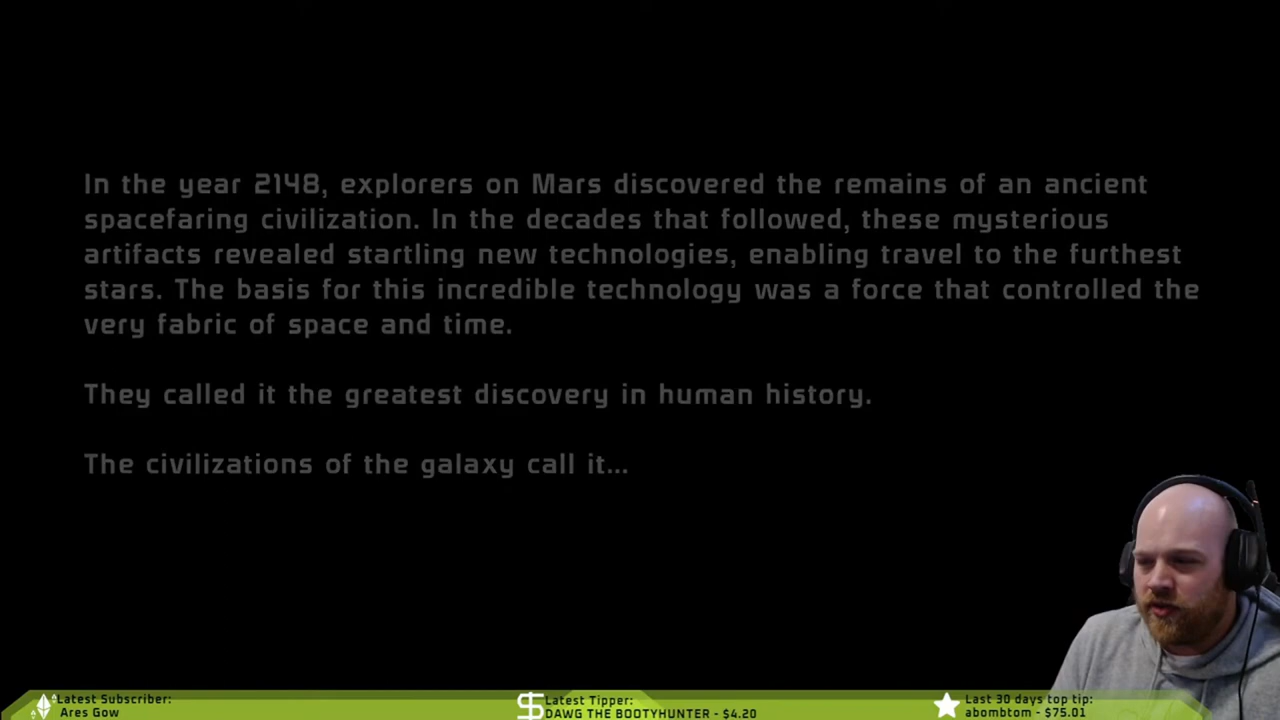 In the year 2148, explorers on Mars discovered the remains of an ancient
spacefaring civilization. In the decades that followed, these mysterious
artifacts revealed startling new technologies, enabling travel to the furthest
stars. The basis for this incredible technology was a force that controlled the
very fabric of space and time.
They called it the greatest discovery in human history.
The civilizations of the galaxy call it...
Latest Subscriber:
Ares Gow
Latest Tipper:
DAWG THE BOOTYHUNTER - $4.20
Last 30 days top tip:
abombtom - $75.01